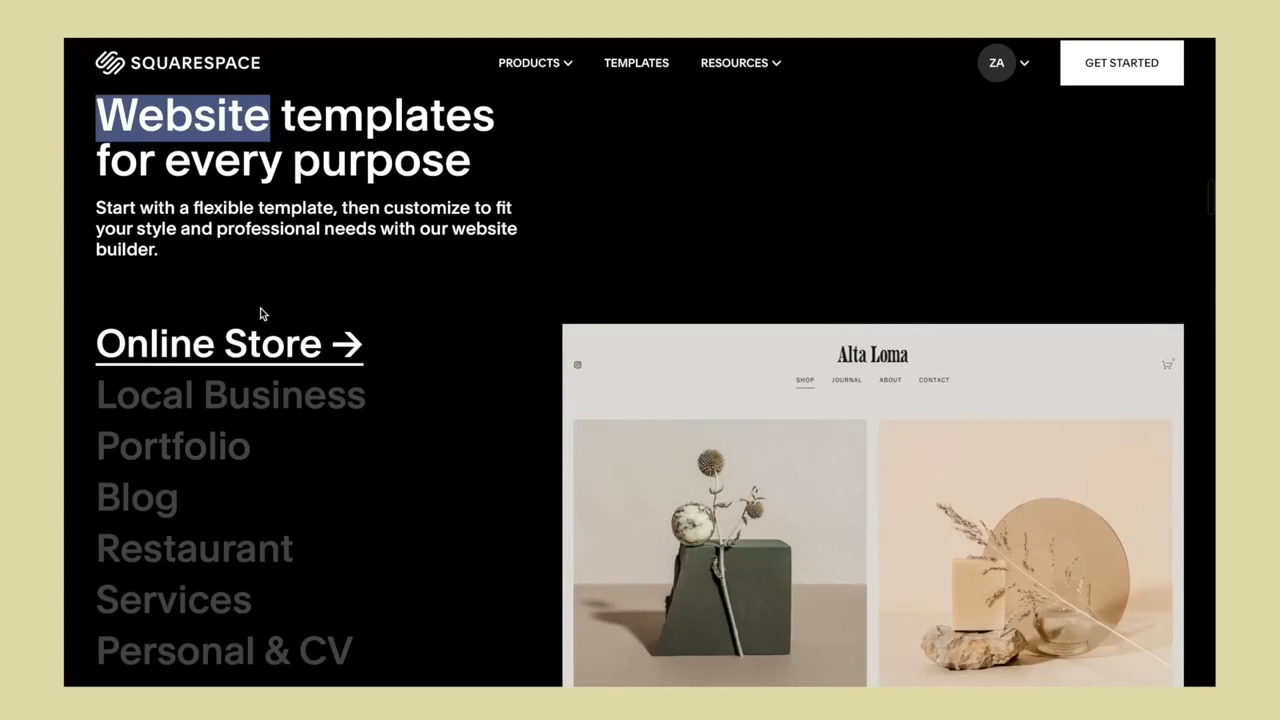 SQUARESPACE
PRODUCTS
TEMPLATES
RESOURCES
ZA
GET STARTED
Website templates
for every purpose
Start with a flexible template, then customize to fit
your style and professional needs with our website
builder.
Online Store →
Local Business
Portfolio
Blog
Restaurant
Services
Personal & CV
Alta Loma
SHOP
JOURNAL
ABOUT
CONTACT